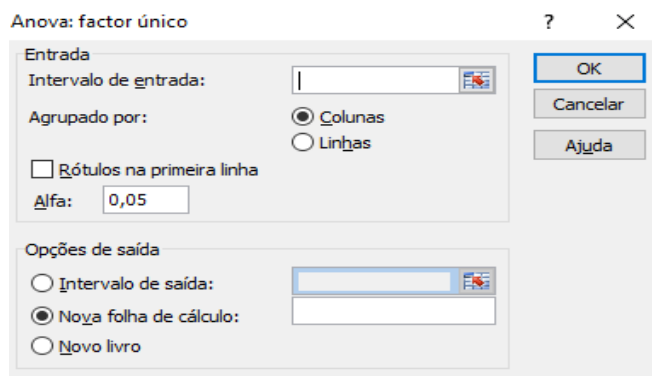 Anova: factor único ? ×
Entrada
Intervalo de entrada:
Agrupado por: Colunas
Linhas
Rótulos na primeira linha
Alfa: 0,05
OK
Cancelar
Ajuda
Opções de saída
Intervalo de saída:
Nova folha de cálculo:
Novo livro